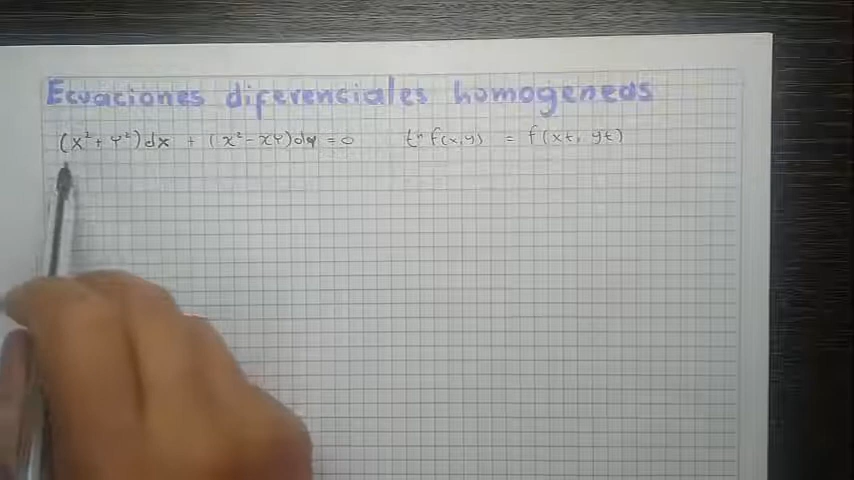 Ecuaciones diferenciales homogeneas
(x² + y²)dx + (x² - xy)dy = 0 tⁿ f(x,y) = f(xt, yt)